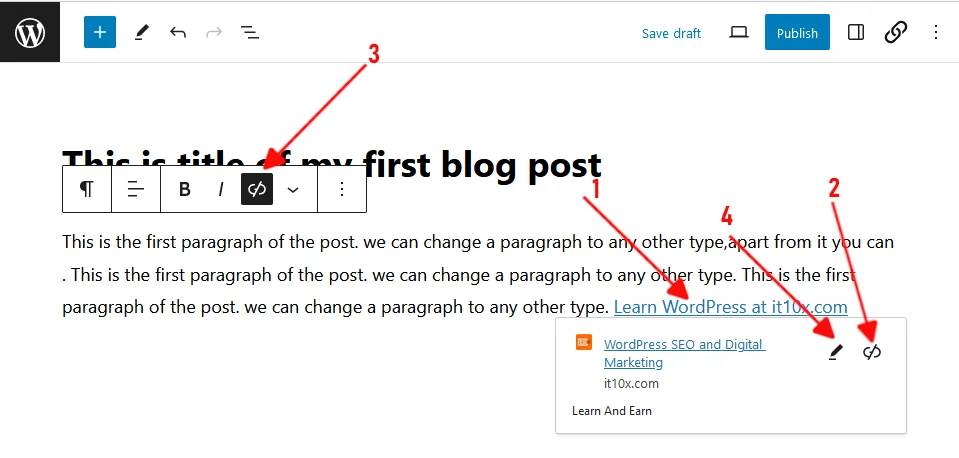 Save draft
Publish
3
This is title of my first blog post
B I
1
2
4
This is the first paragraph of the post. we can change a paragraph to any other type,apart from it you can
. This is the first paragraph of the post. we can change a paragraph to any other type. This is the first
paragraph of the post. we can change a paragraph to any other type. Learn WordPress at it10x.com
WordPress SEO and Digital
Marketing
it10x.com
Learn And Earn